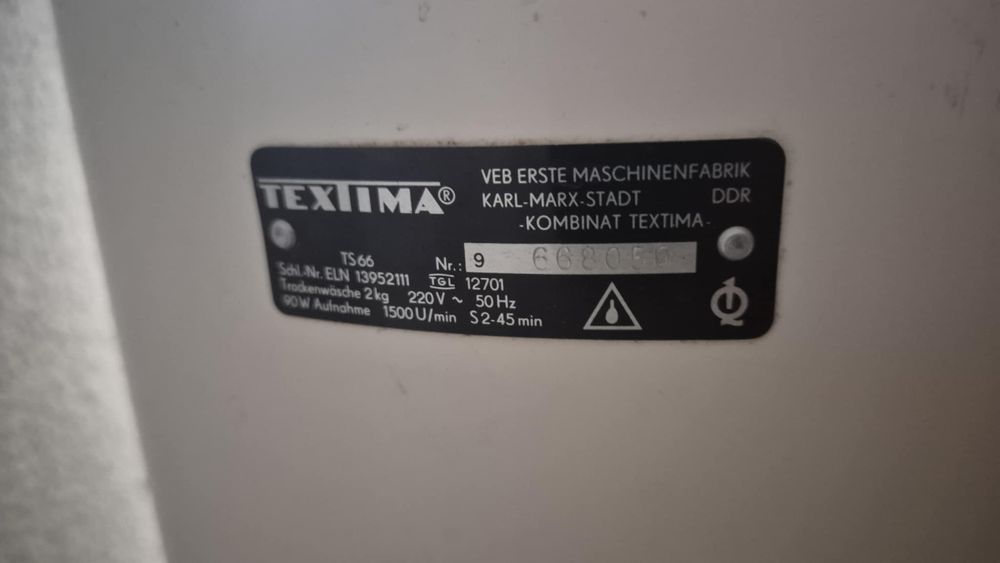 TEXTIMA®
VEB ERSTE MASCHINENFABRIK
KARL-MARX-STADT DDR
-KOMBINAT TEXTIMA-
TS 66 Nr.: 9 668050
Schl.-Nr. ELN 13952111 TGL 12701
Trockenwäsche 2 kg 220 V ~ 50 Hz
90 W Aufnahme 1500 U/min S 2-45 min